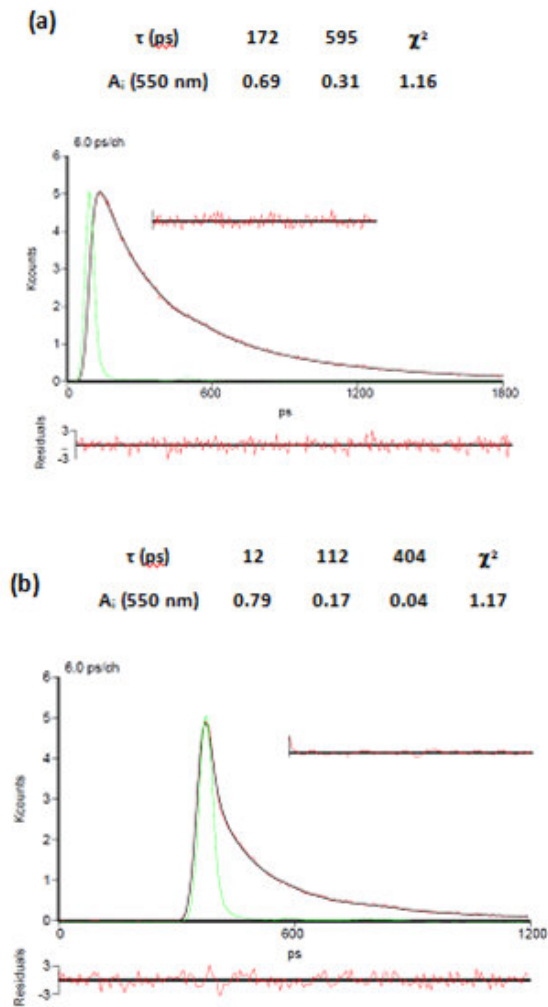 (a)
τ (ps) 172 595 χ²
Aᵢ (550 nm) 0.69 0.31 1.16
6.0 ps/ch
6
5
4
3
2
1
0
Kcounts
0 600 1200 1800
ps
3
-3
Residuals
(b)
τ (ps) 12 112 404 χ²
Aᵢ (550 nm) 0.79 0.17 0.04 1.17
6.0 ps/ch
6
5
4
3
2
1
0
Kcounts
0 600 1200
ps
3
-3
Residuals